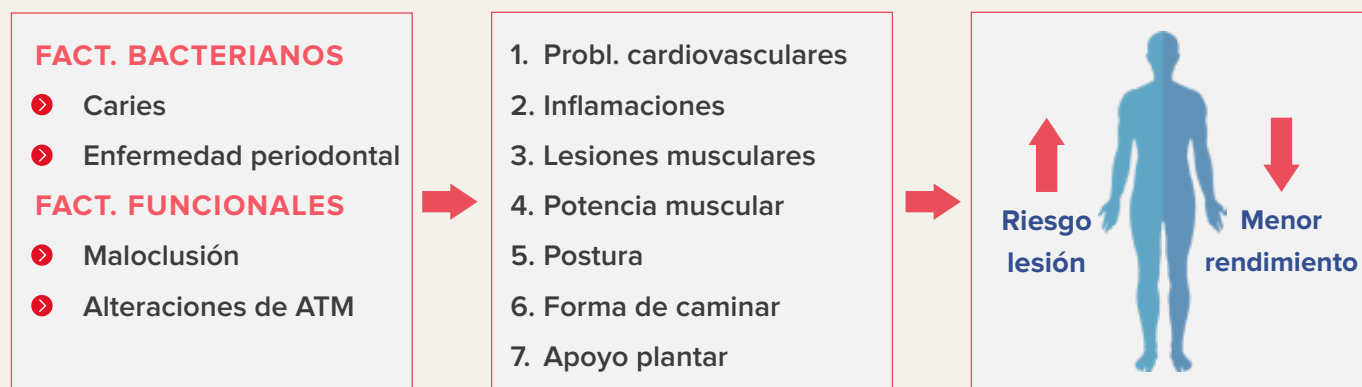 FACT. BACTERIANOS
Caries
Enfermedad periodontal
FACT. FUNCIONALES
Maloclusión
Alteraciones de ATM
1. Probl. cardiovasculares
2. Inflamaciones
3. Lesiones musculares
4. Potencia muscular
5. Postura
6. Forma de caminar
7. Apoyo plantar
Riesgo
lesión
Menor
rendimiento